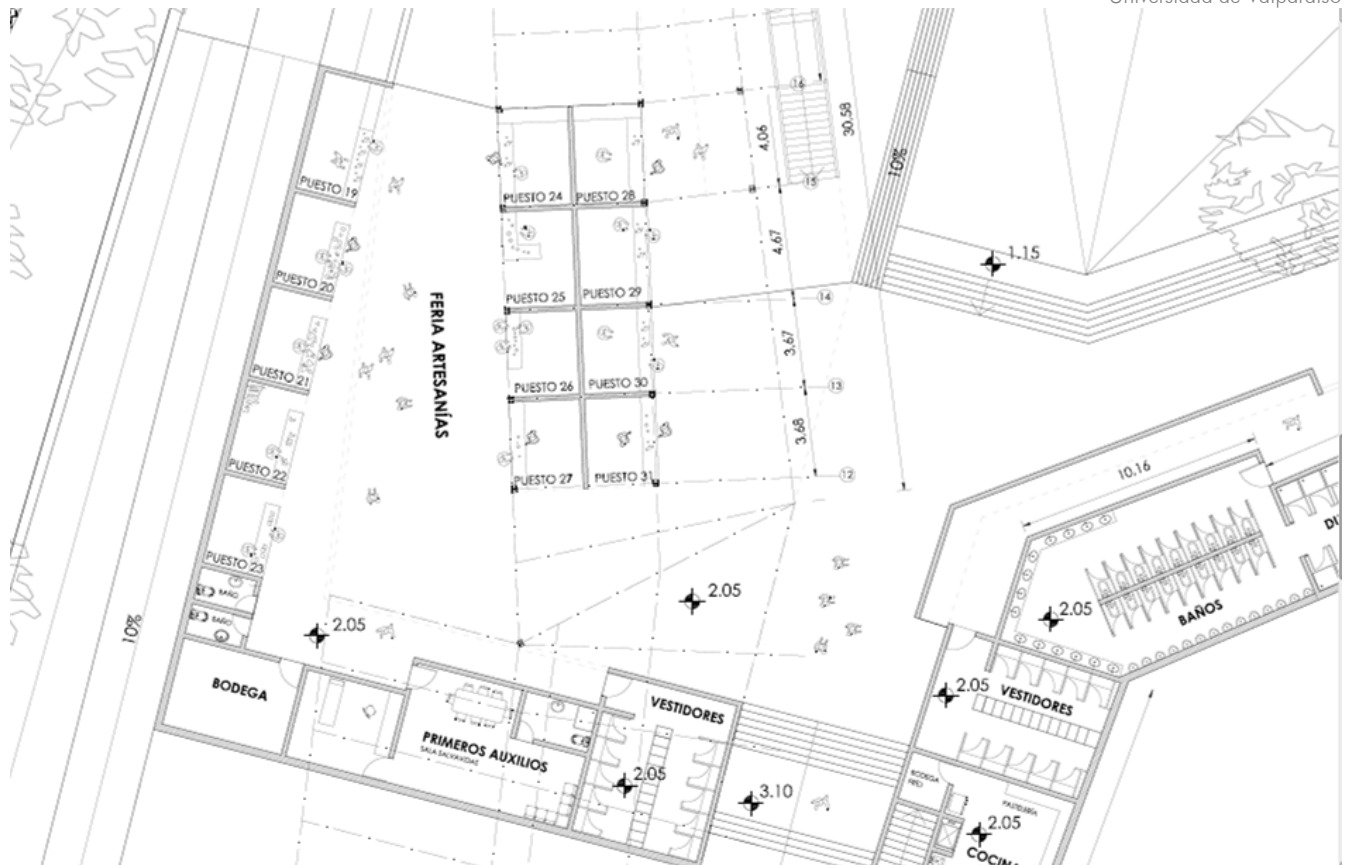 Universidad de Valparaíso
16
30.58
4.06
10%
PUESTO 19
PUESTO 24
PUESTO 28
15
4.67
1.15
PUESTO 20
PUESTO 25
PUESTO 29
14
FERIA ARTESANÍAS
3.67
PUESTO 21
PUESTO 26
PUESTO 30
13
3.68
PUESTO 22
PUESTO 27
PUESTO 31
12
10.16
PUESTO 23
BAÑO
BAÑO
2.05
2.05
2.05
BAÑOS
10%
BODEGA
VESTIDORES
2.05
VESTIDORES
PRIMEROS AUXILIOS
SALA SALVAVIDAS
2.05
3.10
BODEGA
FRÍO
PASTELERÍA
2.05